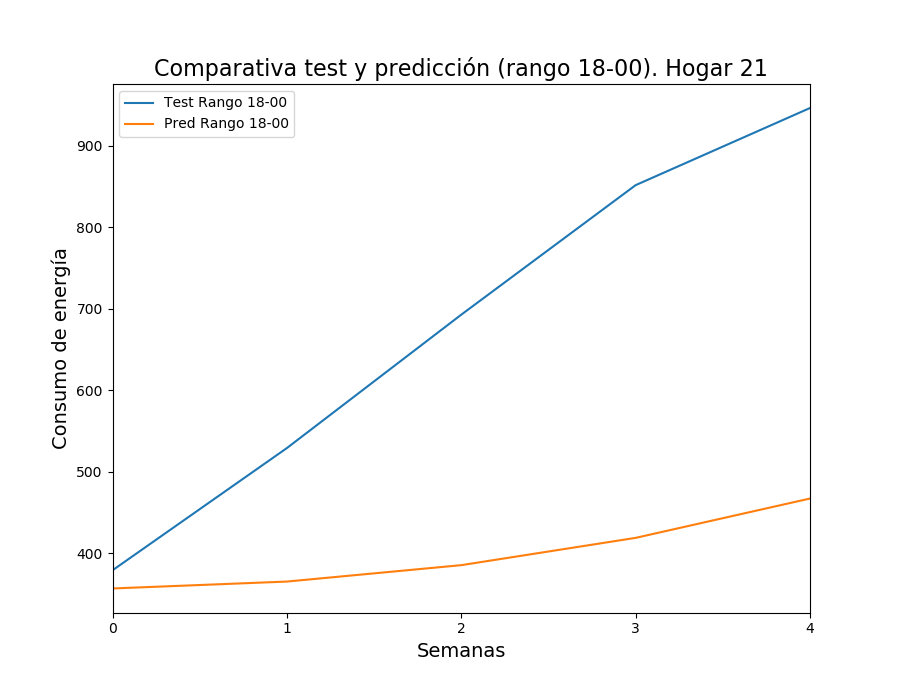 Comparativa test y predicción (rango 18-00). Hogar 21
Test Rango 18-00
Pred Rango 18-00
Consumo de energía
900
800
700
600
500
400
0 1 2 3 4
Semanas